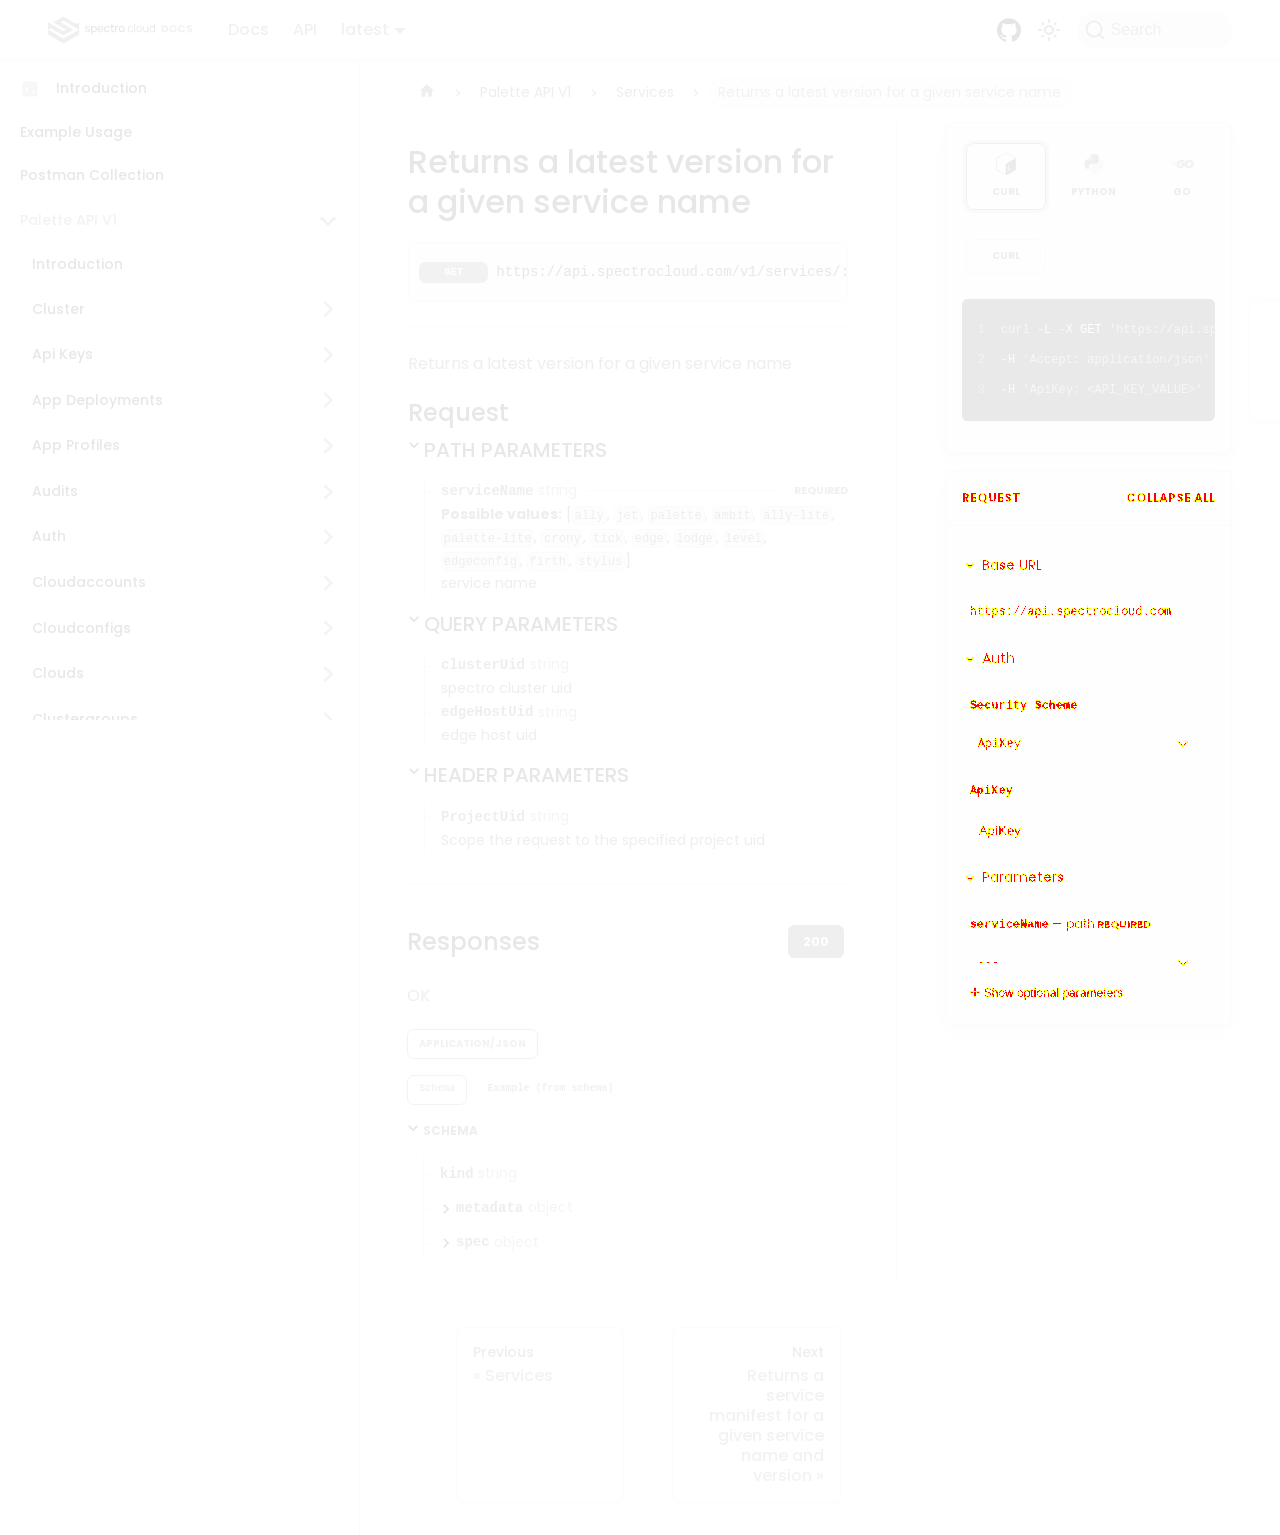 spectro cloud DOCS
Docs
API
latest
Search
Introduction
Example Usage
Postman Collection
Palette API V1
Introduction
Cluster
Api Keys
App Deployments
App Profiles
Audits
Auth
Cloudaccounts
Cloudconfigs
Clouds
Clustergroups
Palette API V1
Services
Returns a latest version for a given service name
Returns a latest version for
a given service name
GET https://api.spectrocloud.com/v1/services/:
Returns a latest version for a given service name
Request
PATH PARAMETERS
serviceName string REQUIRED
Possible values: [ally, jet, palette, ambit, ally-lite,
palette-lite, crony, tick, edge, lodge, level,
edgeconfig, firth, stylus]
service name
QUERY PARAMETERS
clusterUid string
spectro cluster uid
edgeHostUid string
edge host uid
HEADER PARAMETERS
ProjectUid string
Scope the request to the specified project uid
Responses
200
OK
APPLICATION/JSON
Schema Example (from schema)
SCHEMA
kind string
metadata object
spec object
Previous
« Services
Next
Returns a
service
manifest for a
given service
name and
version »
CURL PYTHON GO
CURL
1 curl -L -X GET 'https://api.sp
2 -H 'Accept: application/json'
3 -H 'ApiKey: <API_KEY_VALUE>'
REQUEST COLLAPSE ALL
Base URL
https://api.spectrocloud.com
Auth
Security Scheme
ApiKey
ApiKey
ApiKey
Parameters
serviceName — path REQUIRED
---
Show optional parameters